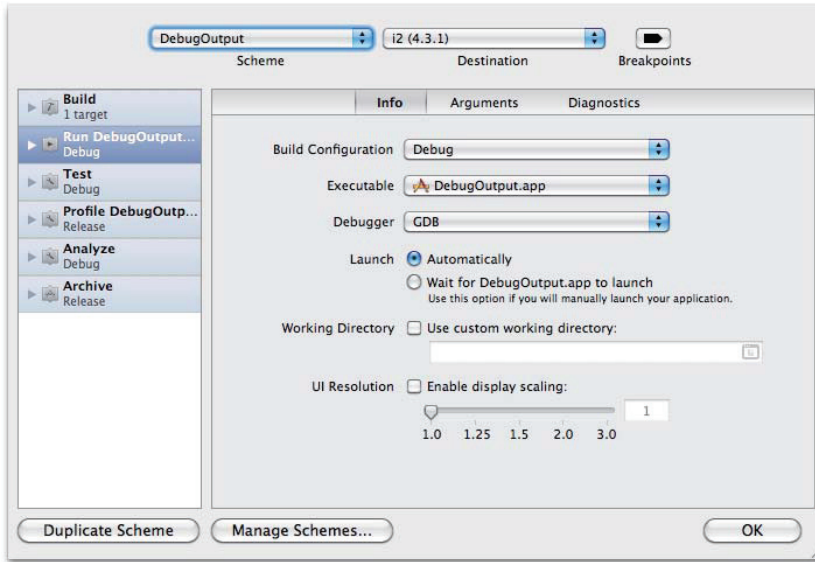 DebugOutput
i2 (4.3.1)
Scheme
Destination
Breakpoints
Build
1 target
Run DebugOutput...
Debug
Test
Debug
Profile DebugOutp...
Release
Analyze
Debug
Archive
Release
Info
Arguments
Diagnostics
Build Configuration
Debug
Executable
DebugOutput.app
Debugger
GDB
Launch
Automatically
Wait for DebugOutput.app to launch
Use this option if you will manually launch your application.
Working Directory
Use custom working directory:
UI Resolution
Enable display scaling:
1
1.0 1.25 1.5 2.0 3.0
Duplicate Scheme
Manage Schemes...
OK